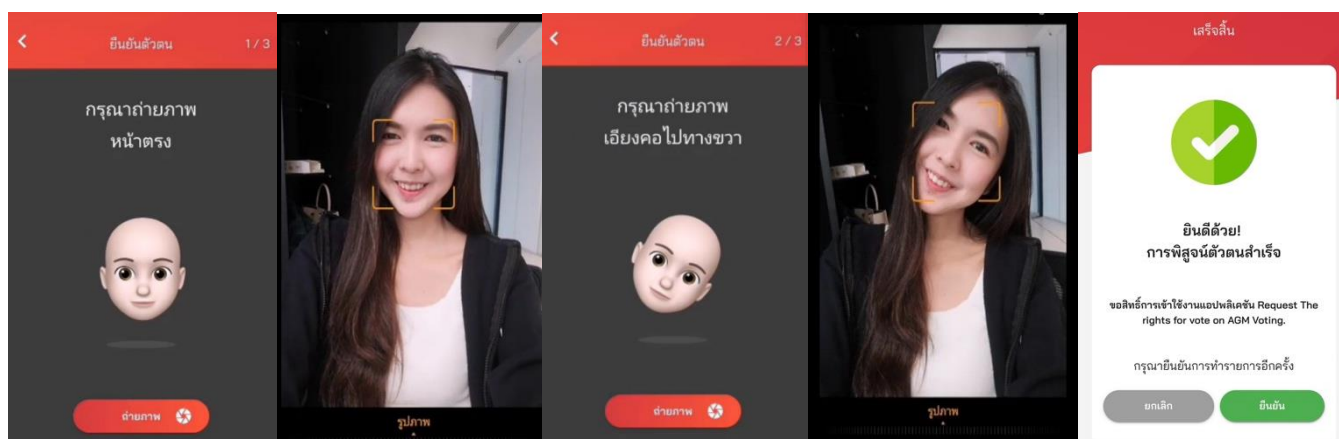 ยืนยันตัวตน
1/3
กรุณาถ่ายภาพ
หน้าตรง
ถ่ายภาพ
รูปภาพ
ยืนยันตัวตน
2/3
กรุณาถ่ายภาพ
เอียงคอไปทางขวา
ถ่ายภาพ
รูปภาพ
เสร็จสิ้น
ยินดีด้วย!
การพิสูจน์ตัวตนสำเร็จ
ขอสิทธิ์การเข้าใช้งานแอปพลิเคชัน Request The
rights for vote on AGM Voting.
กรุณายืนยันการทำรายการอีกครั้ง
ยกเลิก
ยืนยัน